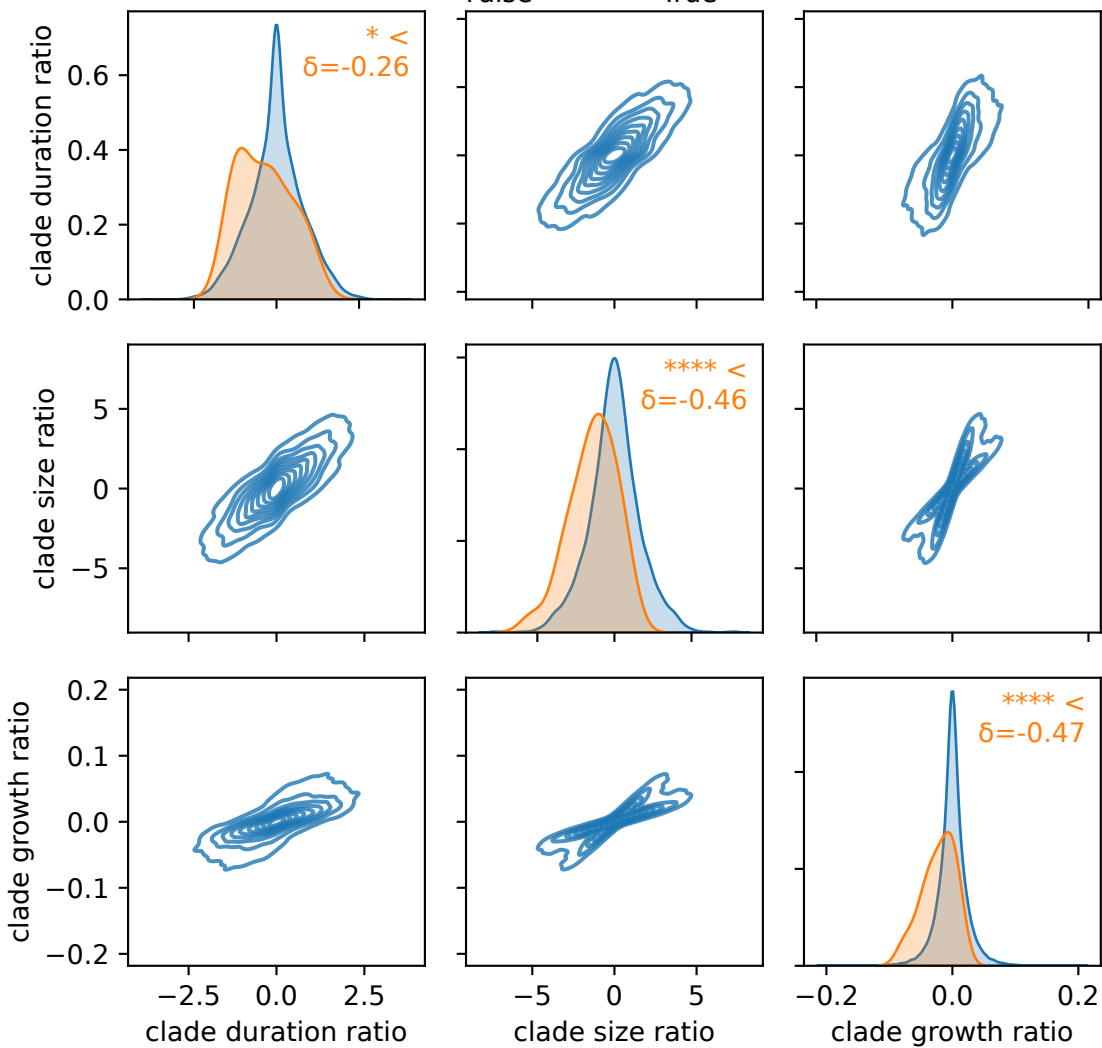 True
clade duration ratio
0.6
0.4
0.2
0.0
* <
δ=-0.26
clade size ratio
5
0
−5
**** <
δ=-0.46
clade growth ratio
0.2
0.1
0.0
−0.1
−0.2
**** <
δ=-0.47
−2.5 0.0 2.5
−5 0 5
−0.2 0.0 0.2
clade duration ratio
clade size ratio
clade growth ratio